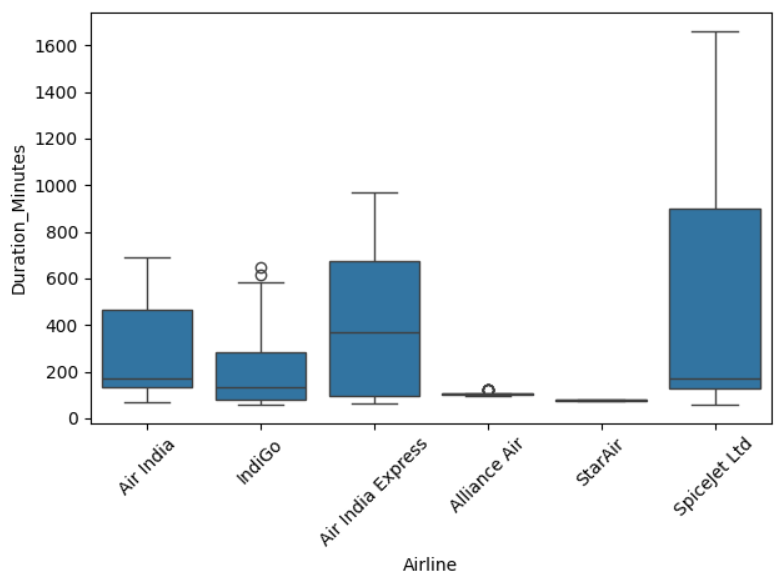 1600
1400
1200
1000
800
600
400
200
0
Duration_Minutes
Air India
IndiGo
Air India Express
Alliance Air
StarAir
SpiceJet Ltd
Airline